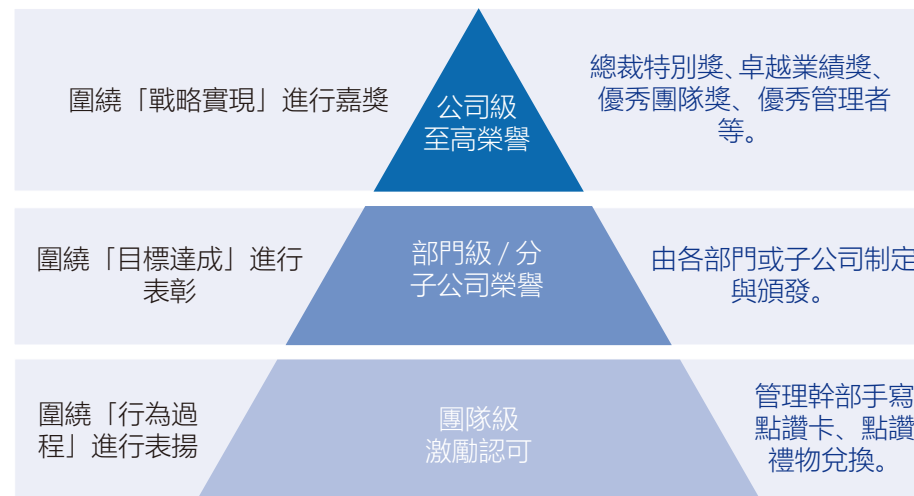 圍繞「戰略實現」進行嘉獎
公司級
至高榮譽
總裁特別獎、卓越業績獎、
優秀團隊獎、優秀管理者
等。
圍繞「目標達成」進行
表彰
部門級 / 分
子公司榮譽
由各部門或子公司制定
與頒發。
圍繞「行為過
程」進行表揚
團隊級
激勵認可
管理幹部手寫
點讚卡、點讚
禮物兌換。